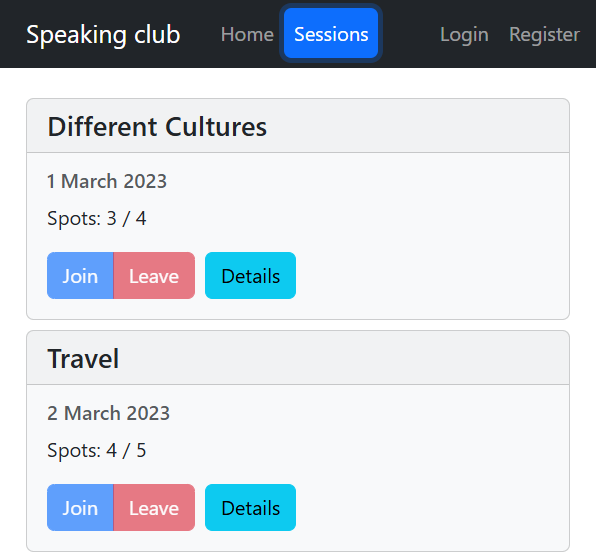 Speaking club Home Sessions Login Register
Different Cultures
1 March 2023
Spots: 3 / 4
Join Leave Details
Travel
2 March 2023
Spots: 4 / 5
Join Leave Details